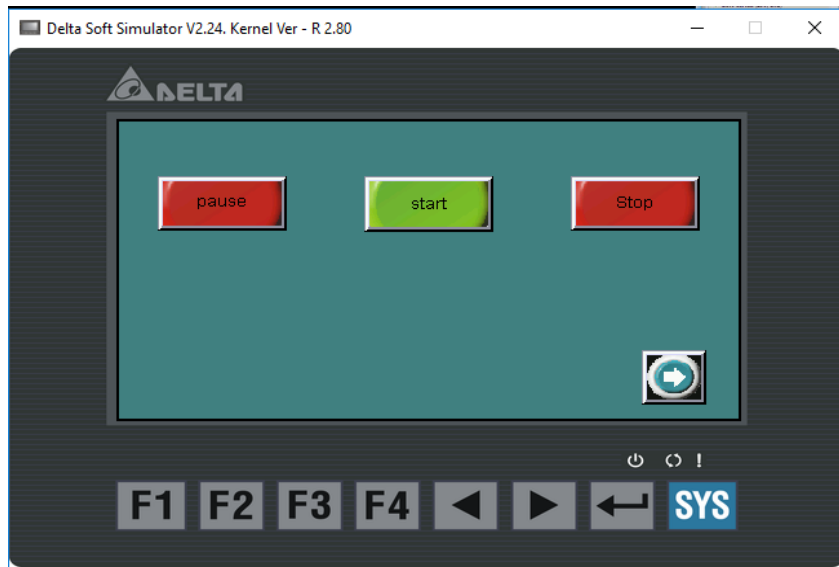 Delta Soft Simulator V2.24. Kernel Ver - R 2.80
DELTA
pause start Stop
F1 F2 F3 F4 SYS